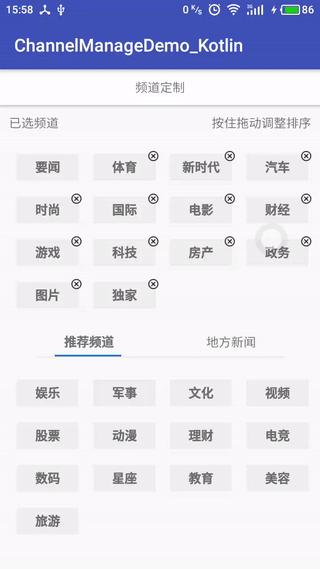 15:58 0 K/s 3G 86
ChannelManageDemo_Kotlin
频道定制
已选频道 按住拖动调整排序
要闻 体育 新时代 汽车
时尚 国际 电影 财经
游戏 科技 房产 政务
图片 独家
推荐频道 地方新闻
娱乐 军事 文化 视频
股票 动漫 理财 电竞
数码 星座 教育 美容
旅游